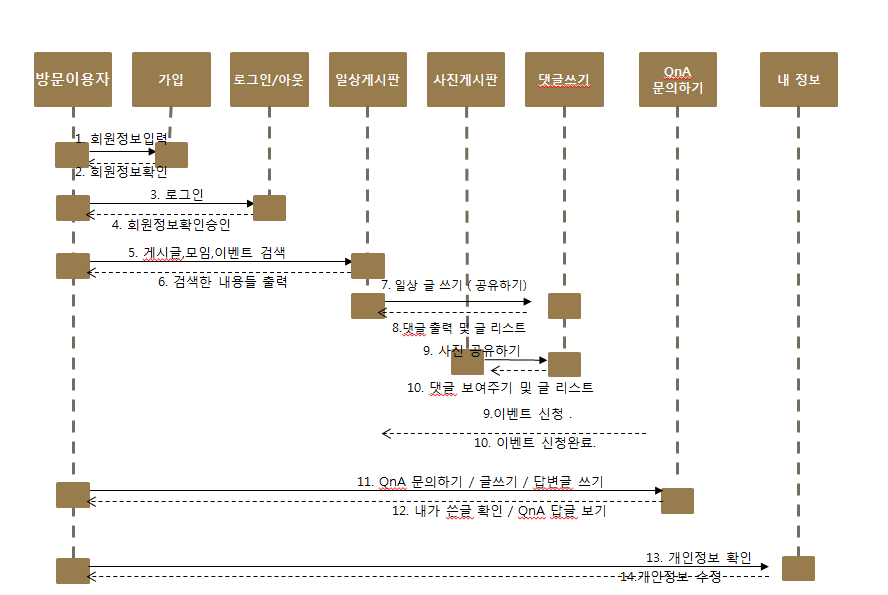 방문이용자
가입
로그인/아웃
일상게시판
사진게시판
댓글쓰기
QnA
문의하기
내 정보
1. 회원정보입력
2. 회원정보확인
3. 로그인
4. 회원정보확인승인
5. 게시글,모임,이벤트 검색
6. 검색한 내용들 출력
7. 일상 글 쓰기 ( 공유하기)
8.댓글 출력 및 글 리스트
9. 사진 공유하기
10. 댓글 보여주기 및 글 리스트
9.이벤트 신청 .
10. 이벤트 신청완료.
11. QnA 문의하기 / 글쓰기 / 답변글 쓰기
12. 내가 쓴글 확인 / QnA 답글 보기
13. 개인정보 확인
14.개인정보 수정